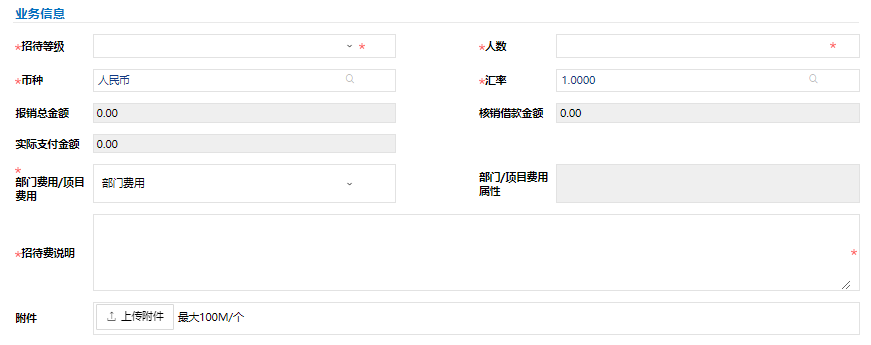 业务信息
*招待等级 *
*人数 *
*币种 人民币
*汇率 1.0000
报销总金额 0.00
核销借款金额 0.00
实际支付金额 0.00
*
部门费用/项目
费用
部门费用
部门/项目费用
属性
*招待费说明 *
附件 上传附件 最大100M/个